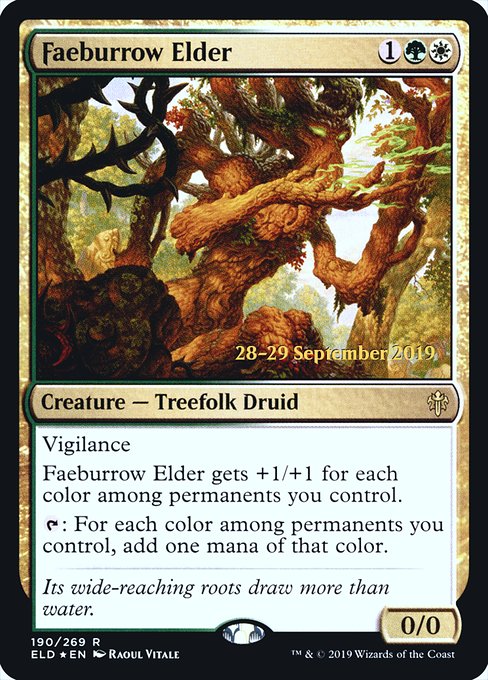 Faeburrow Elder 1
28-29 September 2019
Creature — Treefolk Druid
Vigilance
Faeburrow Elder gets +1/+1 for each
color among permanents you control.
: For each color among permanents you
control, add one mana of that color.
Its wide-reaching roots draw more than
water.
0/0
190/269 R
ELD ★ EN Raoul Vitale
™ & © 2019 Wizards of the Coast